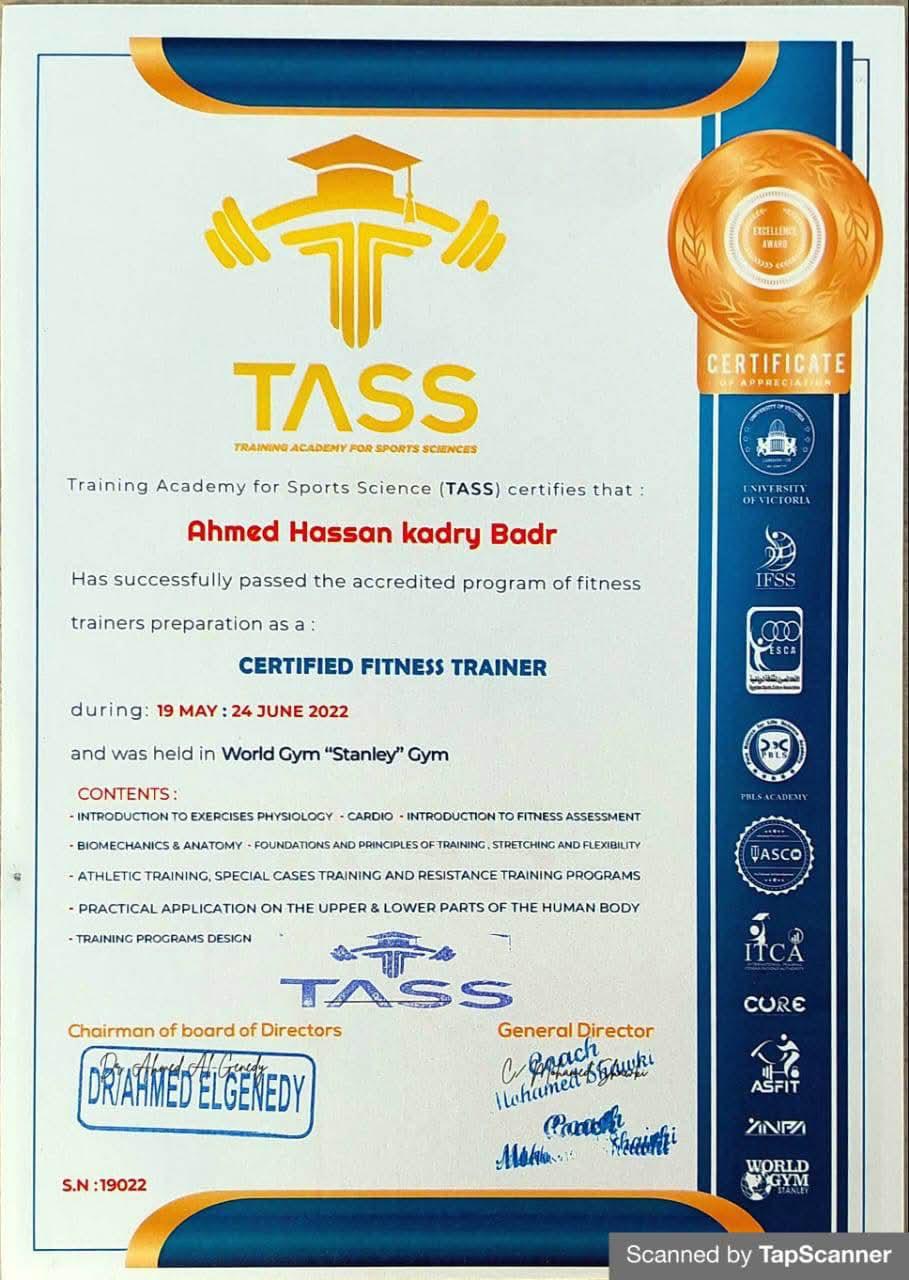 EXCELLENCE
AWARD
CERTIFICATE
OF APPRECIATION
TASS
TRAINING ACADEMY FOR SPORTS SCIENCES
Training Academy for Sports Science (TASS) certifies that :
Ahmed Hassan kadry Badr
Has successfully passed the accredited program of fitness
trainers preparation as a :
CERTIFIED FITNESS TRAINER
during: 19 MAY : 24 JUNE 2022
and was held in World Gym “Stanley” Gym
CONTENTS :
- INTRODUCTION TO EXERCISES PHYSIOLOGY - CARDIO - INTRODUCTION TO FITNESS ASSESSMENT
- BIOMECHANICS & ANATOMY - FOUNDATIONS AND PRINCIPLES OF TRAINING , STRETCHING AND FLEXIBILITY
- ATHLETIC TRAINING, SPECIAL CASES TRAINING AND RESISTANCE TRAINING PROGRAMS
- PRACTICAL APPLICATION ON THE UPPER & LOWER PARTS OF THE HUMAN BODY
- TRAINING PROGRAMS DESIGN
TASS
Chairman of board of Directors
Dr. Ahmed Al-Genedy
DR/AHMED ELGENEDY
General Director
Coach
Mohamed Shawki
Coach
S.N :19022
UNIVERSITY OF VICTORIA
UNIVERSITY
OF VICTORIA
IFSS
ESCA
PBLS
PBLS ACADEMY
TASCO
ITCA
CURE
ASFIT
WORLD
GYM
STANLEY
Scanned by TapScanner